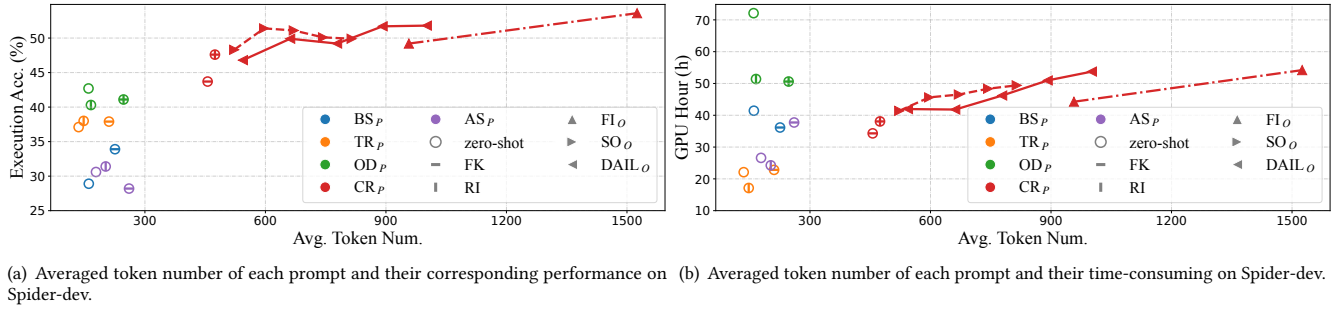 Execution Acc. (%)
50
45
40
35
30
25
300
600
900
1200
1500
Avg. Token Num.
BS P
TR P
OD P
CR P
AS P
zero-shot
FK
RI
FI O
SO O
DAIL O
GPU Hour (h)
70
60
50
40
30
20
10
300
600
900
1200
1500
Avg. Token Num.
BS P
TR P
OD P
CR P
AS P
zero-shot
FK
RI
FI O
SO O
DAIL O
(a) Averaged token number of each prompt and their corresponding performance on
Spider-dev.
(b) Averaged token number of each prompt and their time-consuming on Spider-dev.